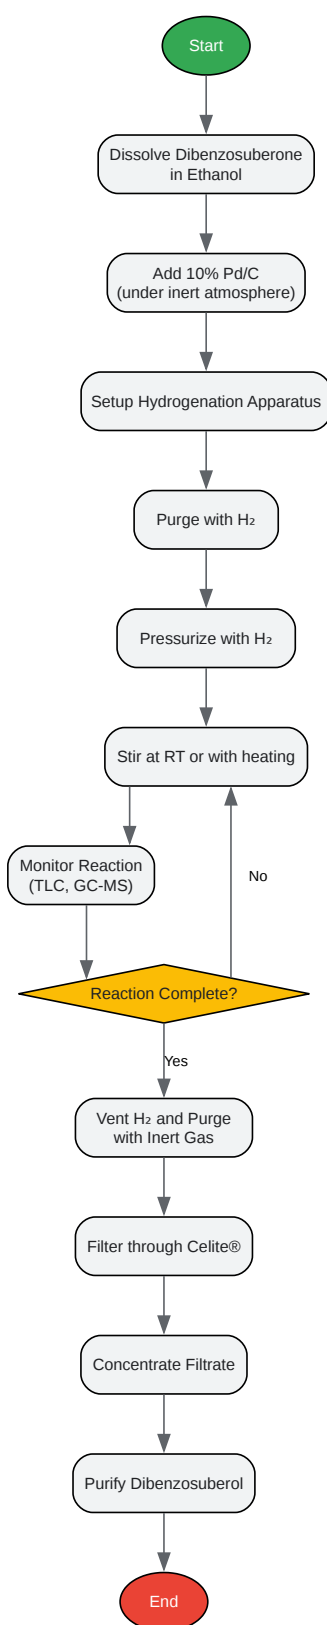 Start
Dissolve Dibenzosuberone
in Ethanol
Add 10% Pd/C
(under inert atmosphere)
Setup Hydrogenation Apparatus
Purge with H₂
Pressurize with H₂
Stir at RT or with heating
Monitor Reaction
(TLC, GC-MS)
No
Reaction Complete?
Yes
Vent H₂ and Purge
with Inert Gas
Filter through Celite®
Concentrate Filtrate
Purify Dibenzosuberol
End